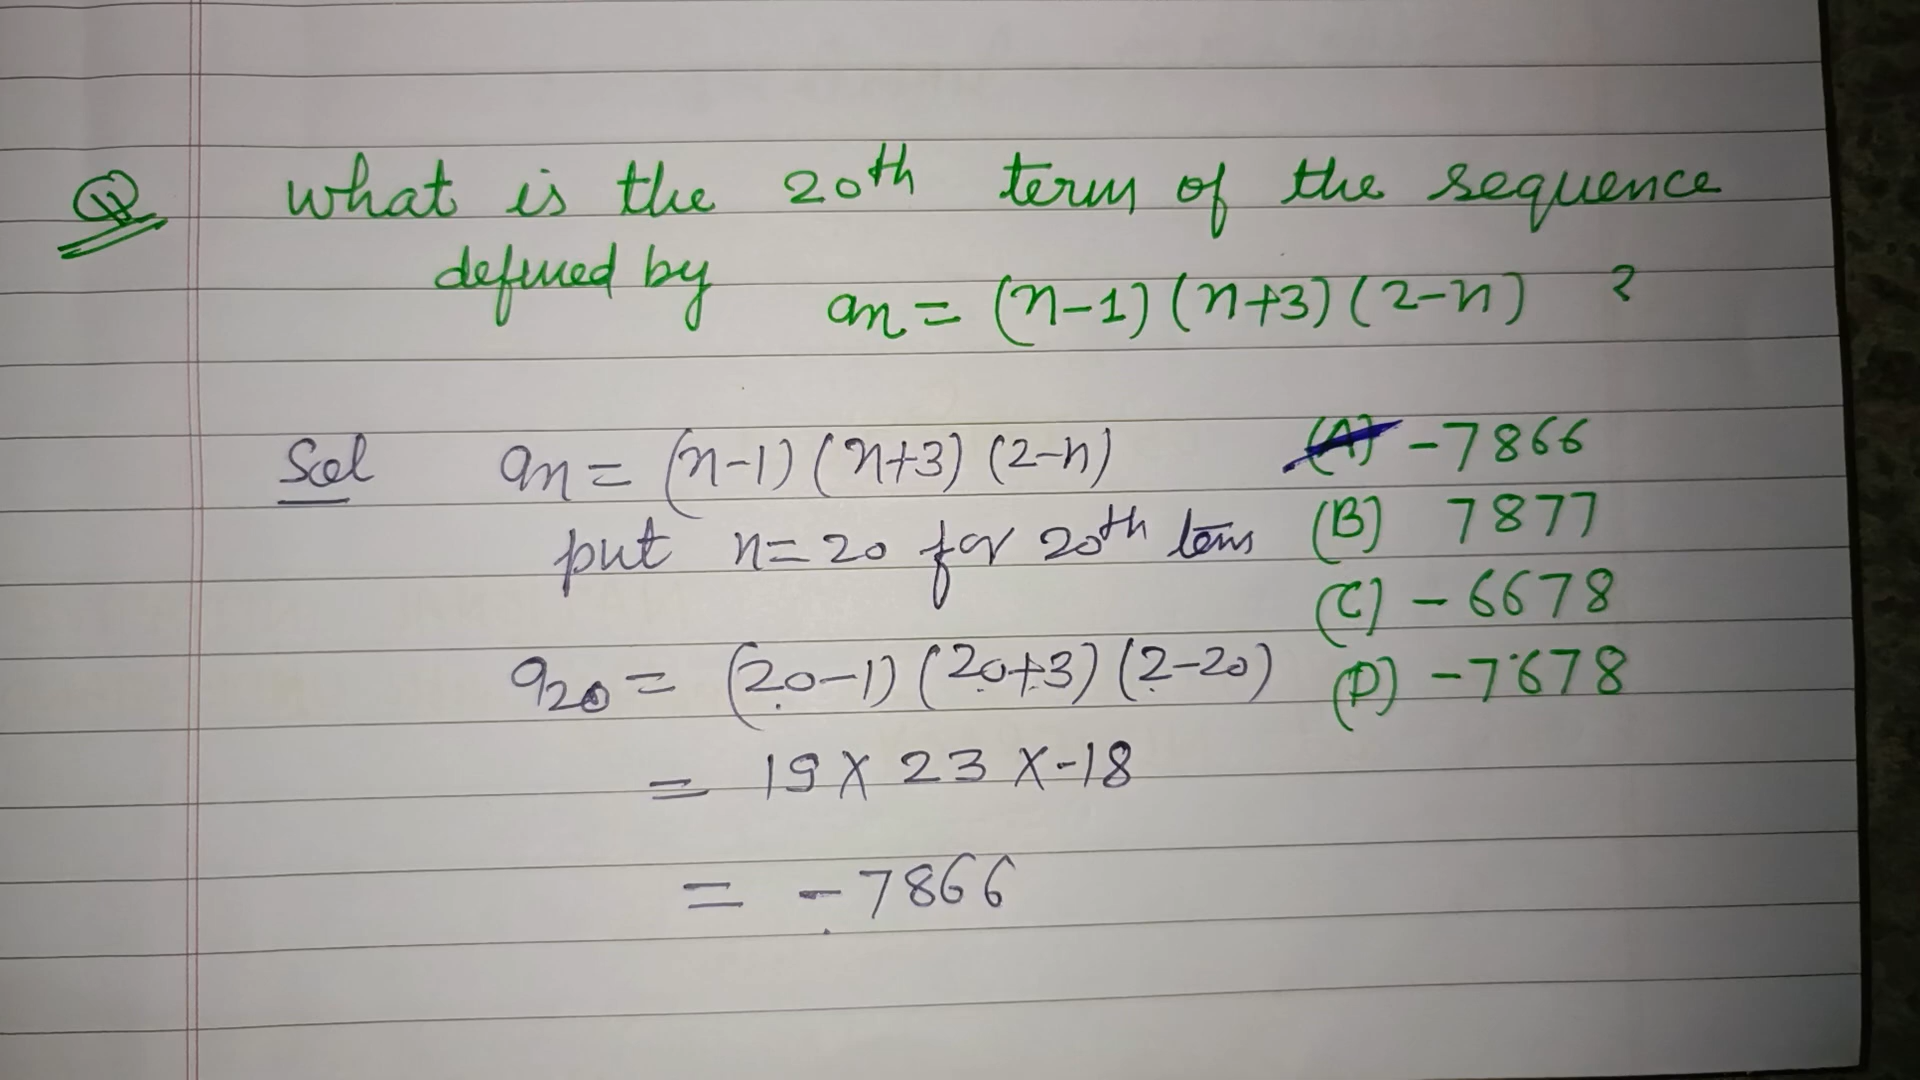 Q what is the 20th term of the sequence
defined by an = (n-1) (n+3) (2-n) ?
Sol an = (n-1) (n+3) (2-n)
(A) -7866
put n=20 for 20th term
(B) 7877
(C) -6678
a20 = (20-1) (20+3) (2-20)
(D) -7678
= 19 X 23 X -18
= -7866